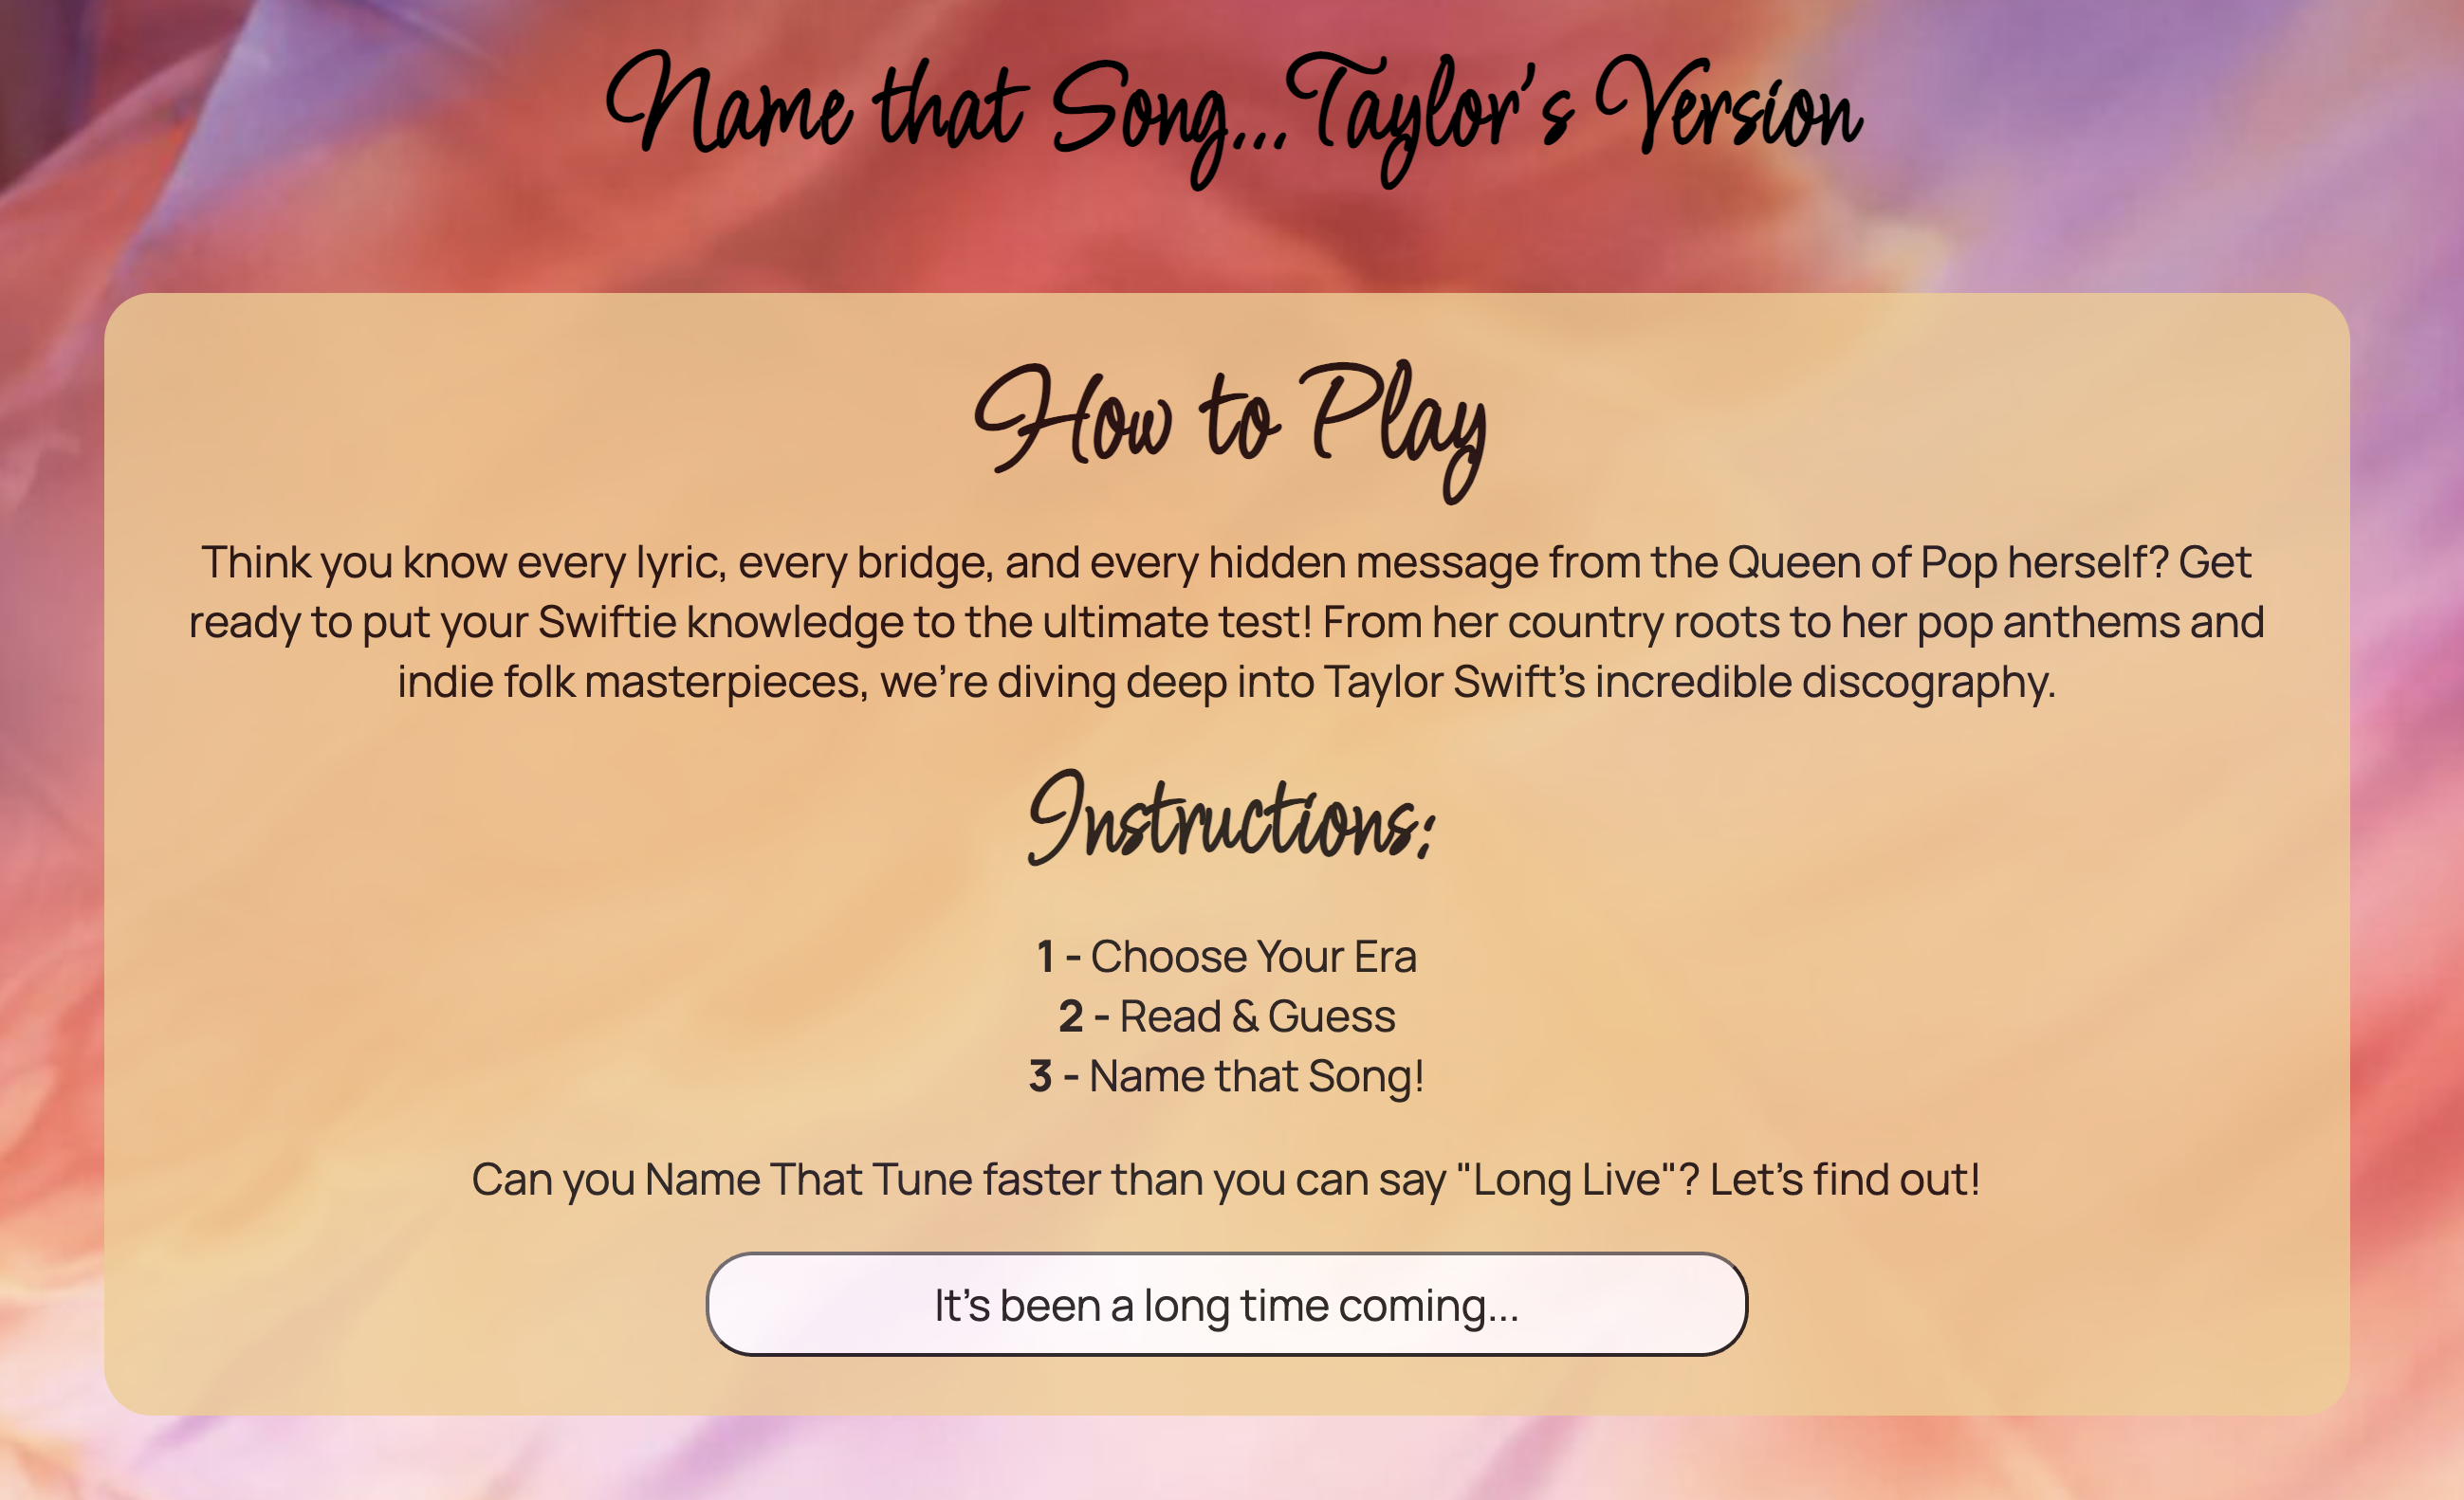 Name that Song...Taylor's Version
How to Play
Think you know every lyric, every bridge, and every hidden message from the Queen of Pop herself? Get
ready to put your Swiftie knowledge to the ultimate test! From her country roots to her pop anthems and
indie folk masterpieces, we're diving deep into Taylor Swift's incredible discography.
Instructions:
1 - Choose Your Era
2 - Read & Guess
3 - Name that Song!
Can you Name That Tune faster than you can say "Long Live"? Let's find out!
It's been a long time coming...